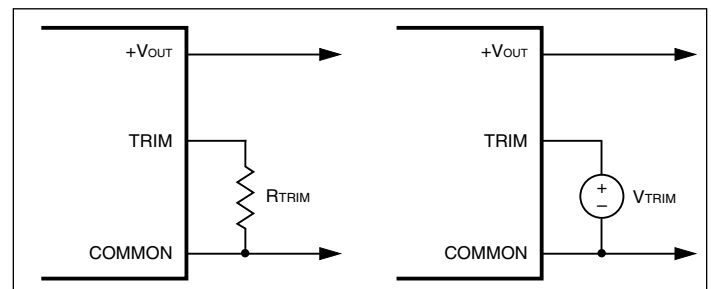 +VOUT
TRIM
RTRIM
COMMON
+VOUT
TRIM
+
–
VTRIM
COMMON